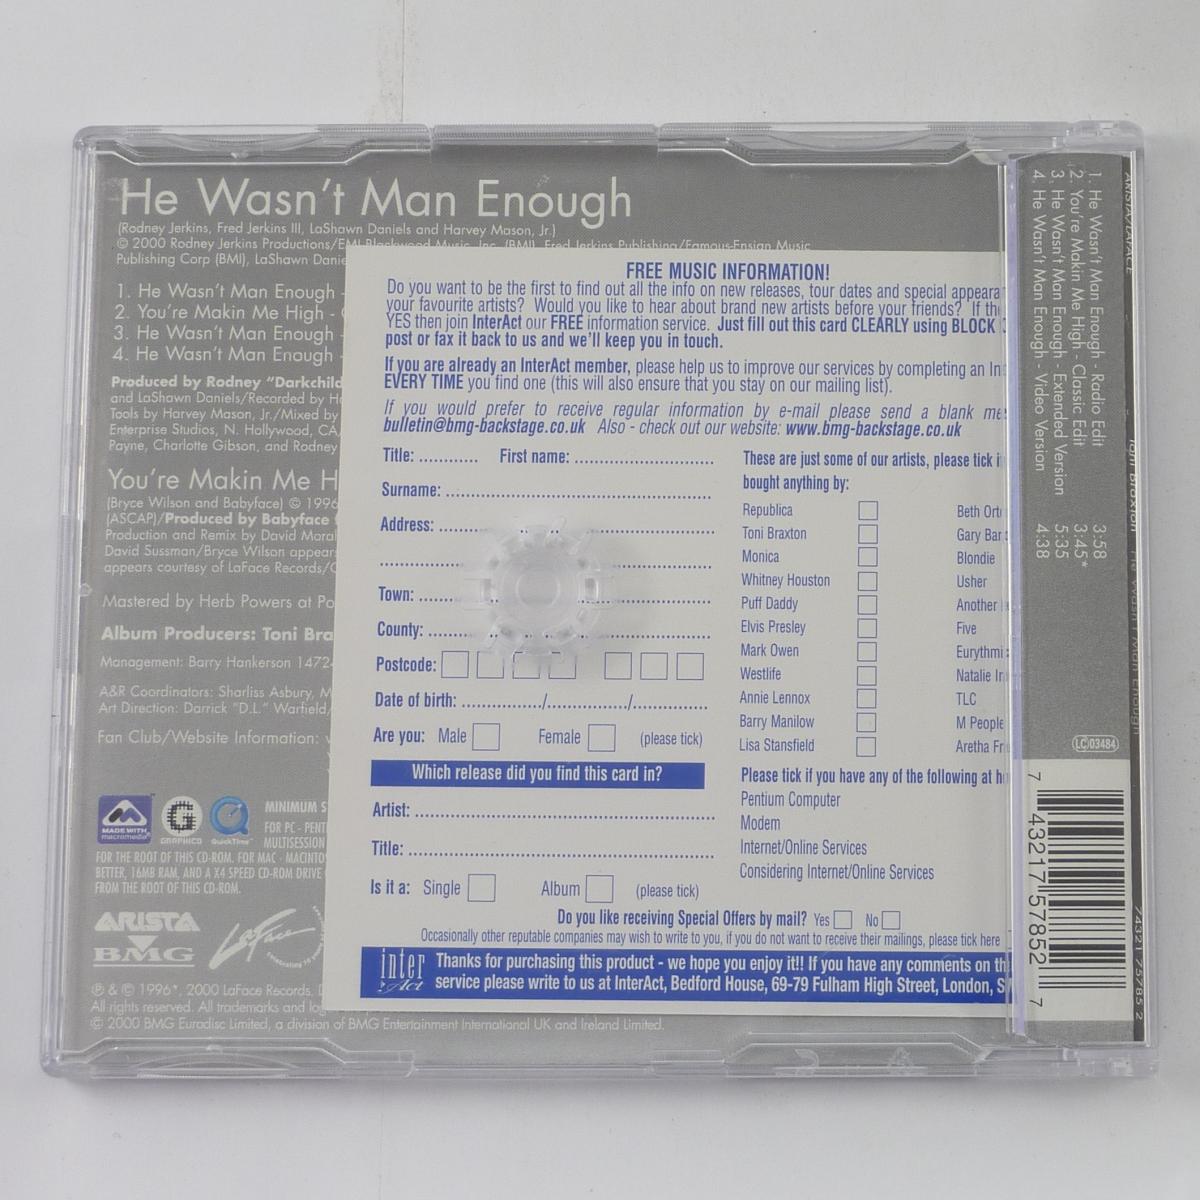 He Wasn't Man Enough
(Rodney Jerkins, Fred Jerkins III, LaShawn Daniels and Harvey Mason, Jr.)
© 2000 Rodney Jerkins Productions/EMI Blackwood Music, Inc. (BMI), Fred Jerkins Publishing/Famous-Ensign Music
Publishing Corp (BMI), LaShawn Danie
1. He Wasn't Man Enough -
2. You're Makin Me High -
3. He Wasn't Man Enough -
4. He Wasn't Man Enough -
Produced by Rodney "Darkchild
and LaShawn Daniels/Recorded by
Tools by Harvey Mason, Jr./Mixed by
Enterprise Studios, N. Hollywood, CA/
Payne, Charlotte Gibson, and Rodney
You're Makin Me H
(Bryce Wilson and Babyface) © 1996
(ASCAP)/Produced by Babyface
Production and Remix by David Moral
David Sussman/Bryce Wilson appears
appears courtesy of LaFace Records/
Mastered by Herb Powers at Po
Album Producers: Toni Bra
Management: Barry Hankerson 1472
A&R Coordinators: Sharliss Asbury, M
Art Direction: Darrick "D.L." Warfield/
Fan Club/Website Information:
MADE WITH
macromedia
GRAPHICO
QuickTime
MINIMUM S
FOR PC - PENT
MULTISESSION
FOR THE ROOT OF THIS CD-ROM. FOR MAC - MACINTO
BETTER, 16MB RAM, AND A X4 SPEED CD-ROM DRIVE
FROM THE ROOT OF THIS CD-ROM.
ARISTA
BMG
LaFace
℗ & © 1996*, 2000 LaFace Records.
All rights reserved. All trademarks and log
© 2000 BMG Eurodisc Limited, a division of BMG Entertainment International UK and Ireland Limited.
FREE MUSIC INFORMATION!
Do you want to be the first to find out all the info on new releases, tour dates and special appeara
your favourite artists? Would you like to hear about brand new artists before your friends? If th
YES then join InterAct our FREE information service. Just fill out this card CLEARLY using BLOCK
post or fax it back to us and we'll keep you in touch.
If you are already an InterAct member, please help us to improve our services by completing an In
EVERY TIME you find one (this will also ensure that you stay on our mailing list).
If you would prefer to receive regular information by e-mail please send a blank me
bulletin@bmg-backstage.co.uk Also - check out our website: www.bmg-backstage.co.uk
Title: ............ First name: ............................
Surname: ............................
Address: ............................
............................
Town: ............................
County: ............................
Postcode:
Date of birth: ................/................/................
Are you: Male Female (please tick)
Which release did you find this card in?
Artist: ............................
Title: ............................
Is it a: Single Album (please tick)
These are just some of our artists, please tick i
bought anything by:
Republica Beth Ort
Toni Braxton Gary Bar
Monica Blondie
Whitney Houston Usher
Puff Daddy Another
Elvis Presley Five
Mark Owen Eurythmi
Westlife Natalie Im
Annie Lennox TLC
Barry Manilow M People
Lisa Stansfield Aretha Fr
Please tick if you have any of the following at h
Pentium Computer
Modem
Internet/Online Services
Considering Internet/Online Services
Do you like receiving Special Offers by mail? Yes No
Occasionally other reputable companies may wish to write to you, if you do not want to receive their mailings, please tick here
inter Act
Thanks for purchasing this product - we hope you enjoy it!! If you have any comments on th
service please write to us at InterAct, Bedford House, 69-79 Fulham High Street, London, S
1. He Wasn't Man Enough - Radio Edit 3:58
2. You're Makin Me High - Classic Edit 3:45*
3. He Wasn't Man Enough - Extended Version 5:35
4. He Wasn't Man Enough - Video Version 4:38
LC 03484
7 43217 57852 7
ARISTA/LAFACE
Toni Braxton He Wasn't Man Enough
74321 75785 2